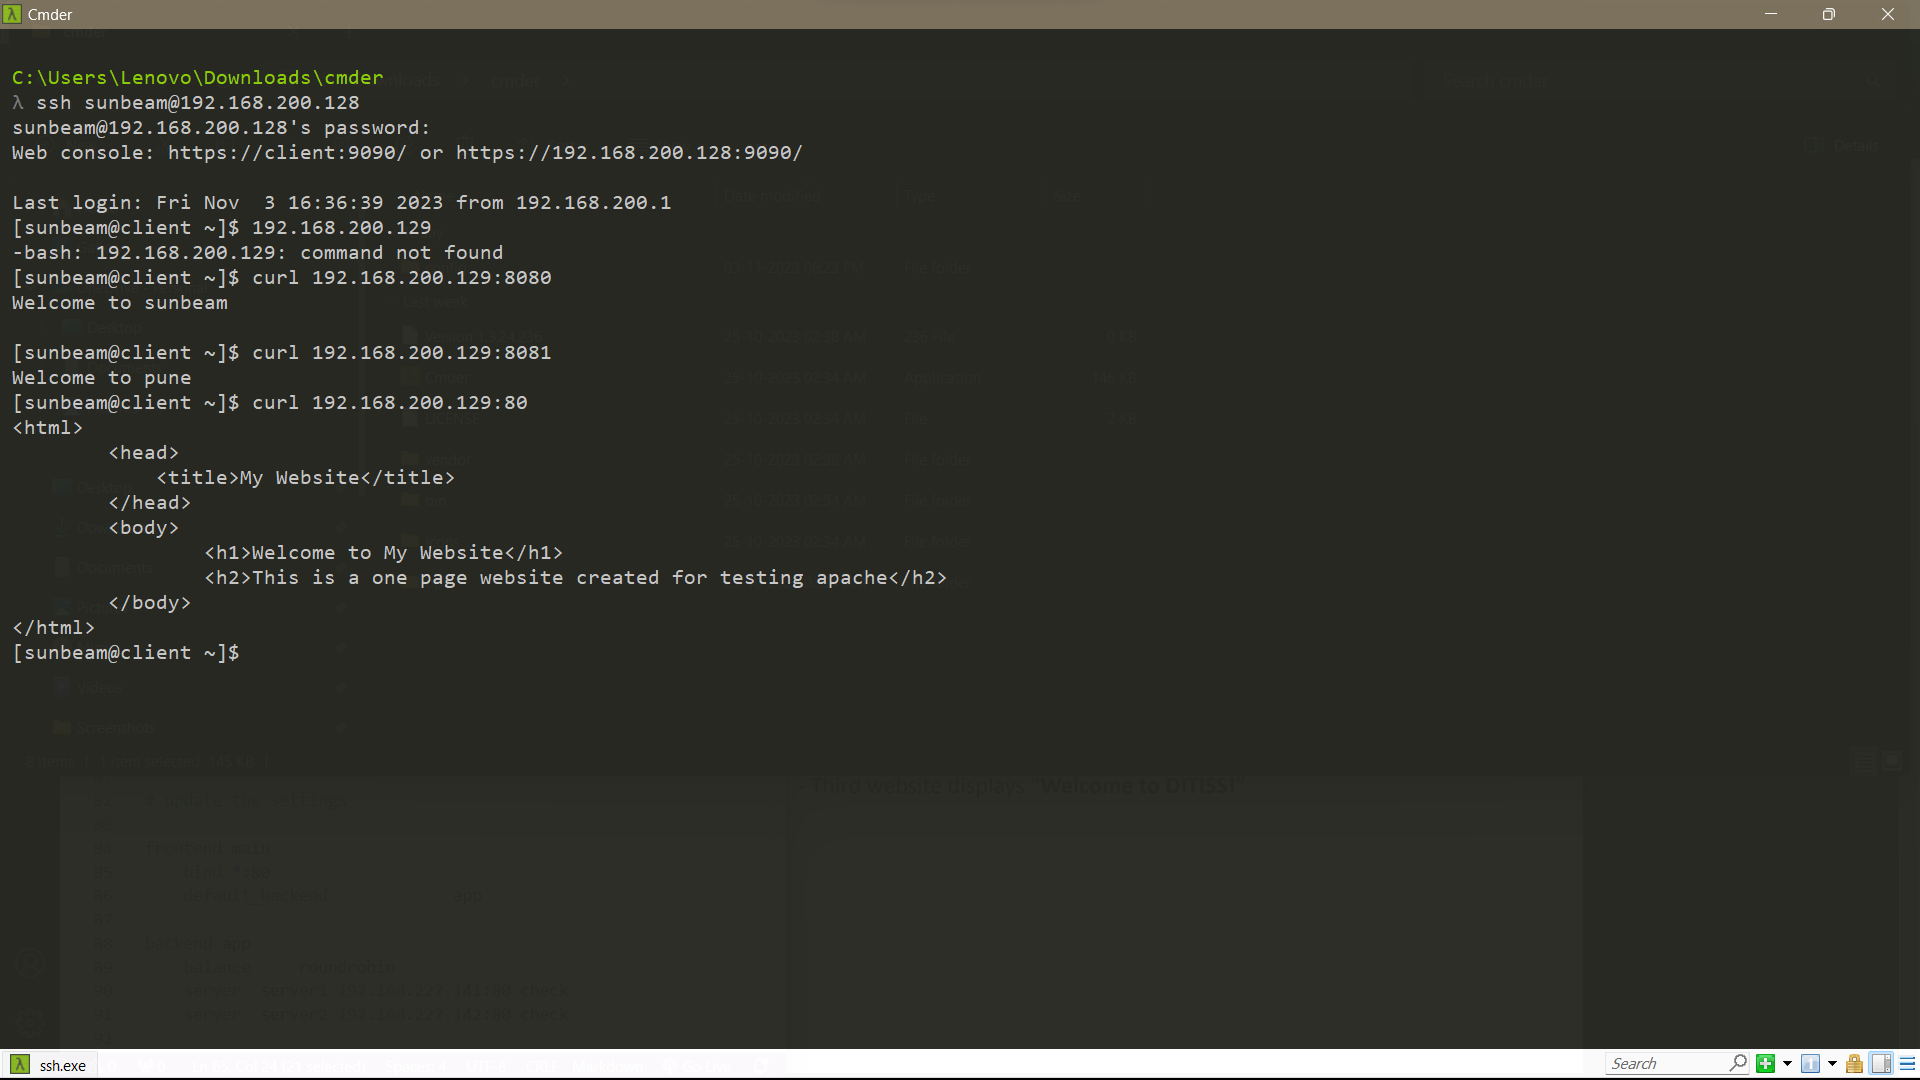 Cmder
C:\Users\Lenovo\Downloads\cmder
λ ssh sunbeam@192.168.200.128
sunbeam@192.168.200.128's password:
Web console: https://client:9090/ or https://192.168.200.128:9090/
Last login: Fri Nov  3 16:36:39 2023 from 192.168.200.1
[sunbeam@client ~]$ 192.168.200.129
-bash: 192.168.200.129: command not found
[sunbeam@client ~]$ curl 192.168.200.129:8080
Welcome to sunbeam
[sunbeam@client ~]$ curl 192.168.200.129:8081
Welcome to pune
[sunbeam@client ~]$ curl 192.168.200.129:80
<html>
        <head>
            <title>My Website</title>
        </head>
        <body>
                <h1>Welcome to My Website</h1>
                <h2>This is a one page website created for testing apache</h2>
        </body>
</html>
[sunbeam@client ~]$
- Third website displays "Welcome to DITISS!"
ssh.exe
Search